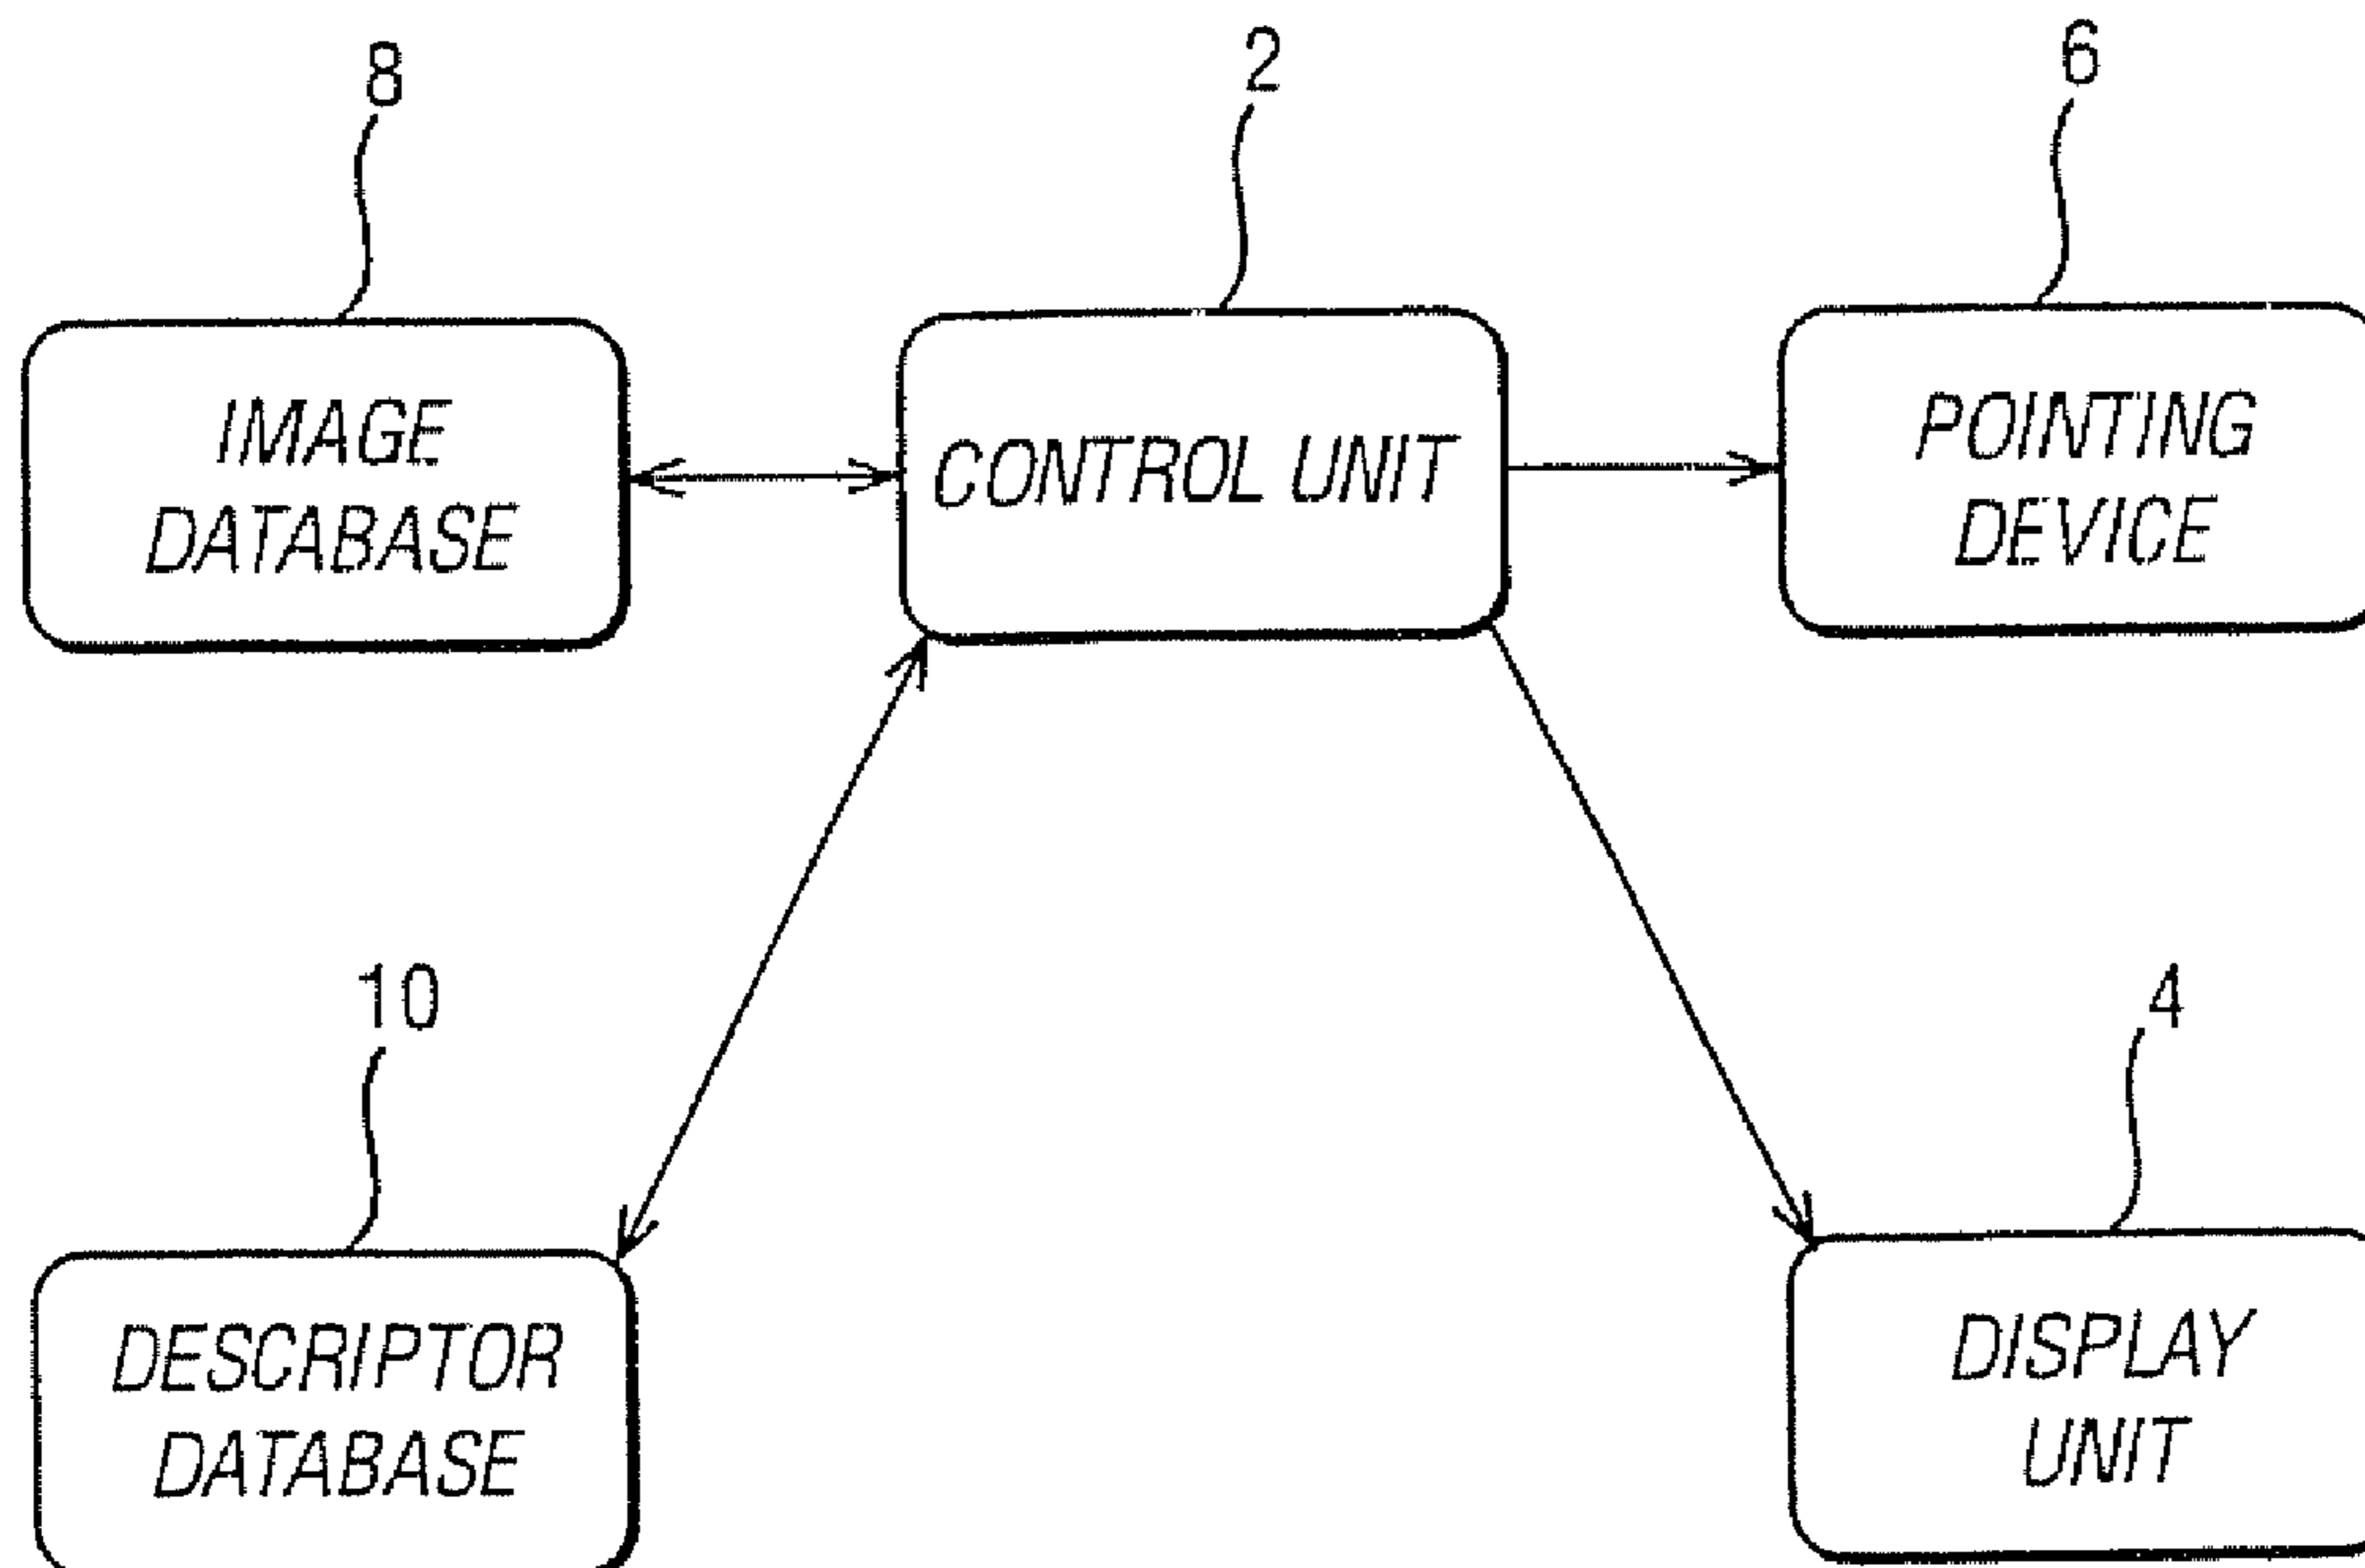 8
2
6
IMAGE
DATABASE
CONTROL UNIT
POINTING
DEVICE
10
4
DESCRIPTOR
DATABASE
DISPLAY
UNIT